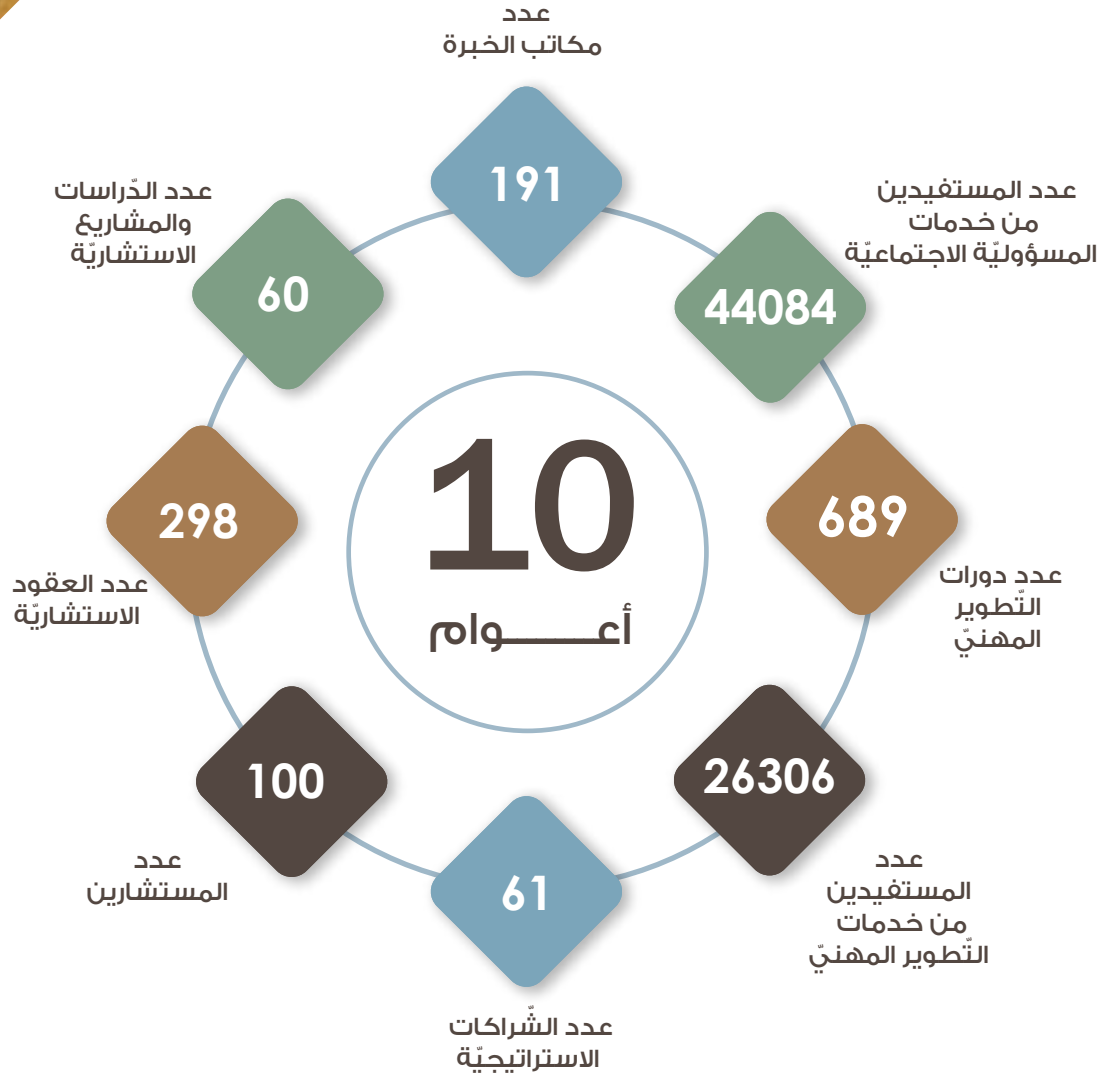 عدد
مكاتب الخبرة
191
عدد المستفيدين
من خدمات
المسؤوليّة الاجتماعيّة
44084
689
عدد دورات
التّطوير
المهنيّ
26306
عدد
المستفيدين
من خدمات
التّطوير المهنيّ
61
عدد الشّراكات
الاستراتيجيّة
100
عدد
المستشارين
298
عدد العقود
الاستشاريّة
عدد الدّراسات
والمشاريع
الاستشاريّة
60
10
أعـــــوام